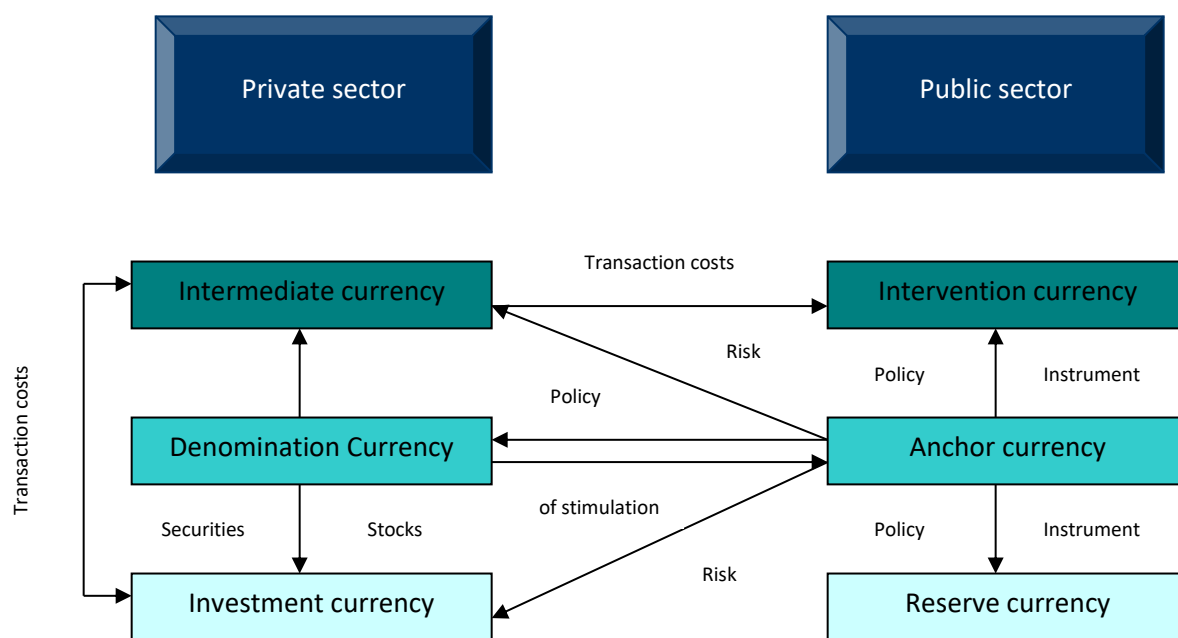 Private sector
Public sector
Transaction costs
Intermediate currency
Intervention currency
Risk
Policy
Instrument
Policy
Transaction costs
Denomination Currency
Anchor currency
of stimulation
Securities
Stocks
Policy
Instrument
Risk
Investment currency
Reserve currency